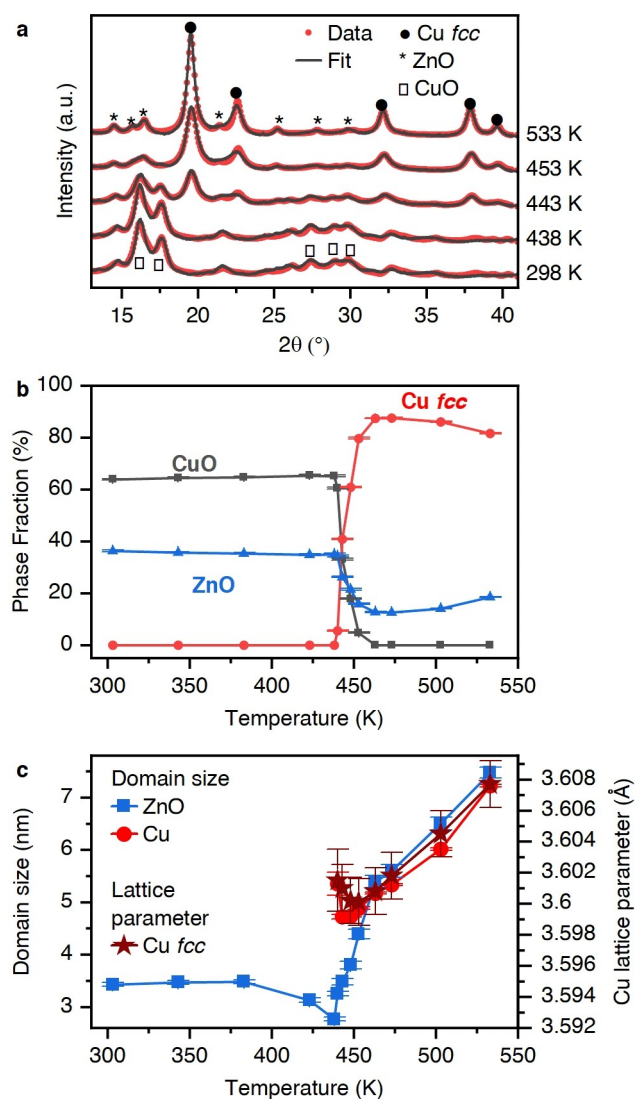 a
Data
Cu fcc
Fit
* ZnO
CuO
Intensity (a.u.)
533 K
453 K
443 K
438 K
298 K
15 20 25 30 35 40
2θ (°)
b
100
80
60
40
20
0
Phase Fraction (%)
Cu fcc
CuO
ZnO
300 350 400 450 500 550
Temperature (K)
c
Domain size
ZnO
Cu
Lattice
parameter
Cu fcc
7
6
5
4
3
Domain size (nm)
3.608
3.606
3.604
3.602
3.600
3.598
3.596
3.594
3.592
Cu lattice parameter (Å)
300 350 400 450 500 550
Temperature (K)